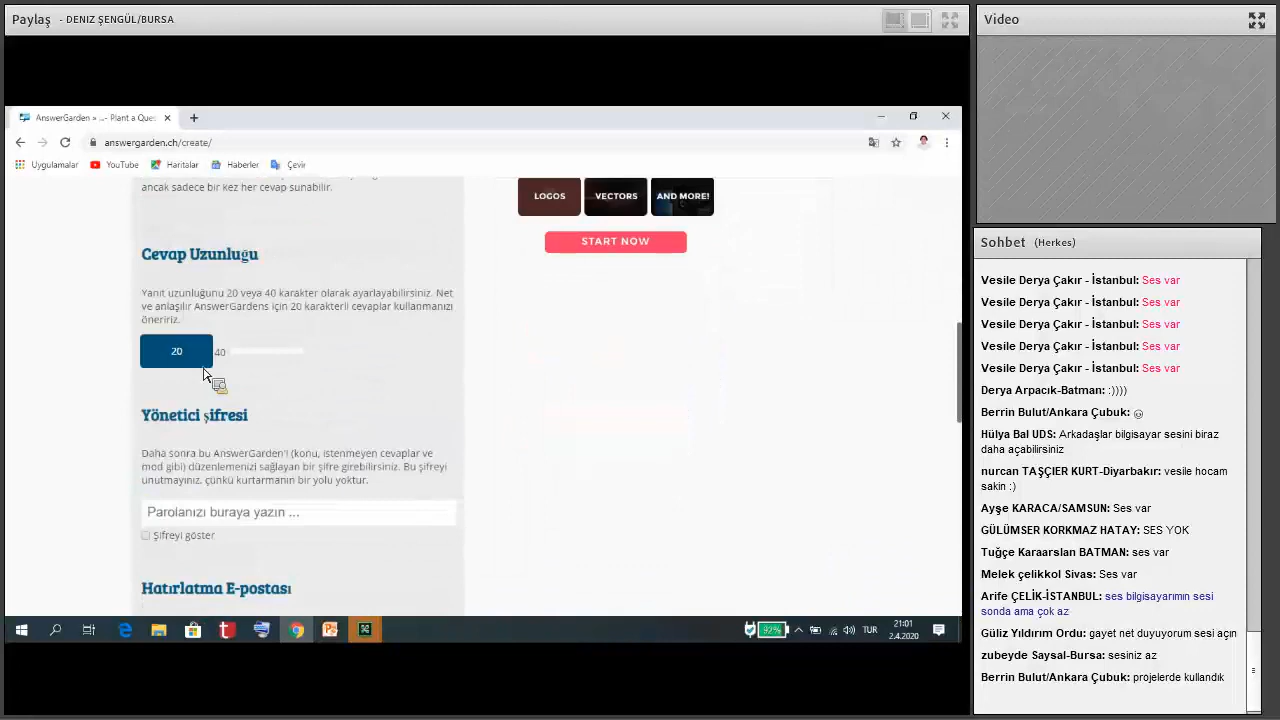 Paylaş - DENIZ ŞENGÜL/BURSA
AnswerGarden » ...- Plant a Ques
answergarden.ch/create/
Uygulamalar YouTube Haritalar Haberler Çevir
ancak sadece bir kez her cevap sunabilir.
Cevap Uzunluğu
Yanıt uzunluğunu 20 veya 40 karakter olarak ayarlayabilirsiniz. Net
ve anlaşılır AnswerGardens için 20 karakterli cevaplar kullanmanızı
öneririz.
20 40
Yönetici şifresi
Daha sonra bu AnswerGarden'I (konu, istenmeyen cevaplar ve
mod gibi) düzenlemenizi sağlayan bir şifre girebilirsiniz. Bu şifreyi
unutmayınız, çünkü kurtarmanın bir yolu yoktur.
Parolanızı buraya yazın ...
Şifreyi göster
Hatırlatma E-postası
LOGOS VECTORS AND MORE!
START NOW
92% TUR 21:01
2.4.2020
Video
Sohbet (Herkes)
Vesile Derya Çakır - İstanbul: Ses var
Vesile Derya Çakır - İstanbul: Ses var
Vesile Derya Çakır - İstanbul: Ses var
Vesile Derya Çakır - İstanbul: Ses var
Vesile Derya Çakır - İstanbul: Ses var
Derya Arpacık-Batman: :))))
Berrin Bulut/Ankara Çubuk: ☺
Hülya Bal UDS: Arkadaşlar bilgisayar sesini biraz
daha açabilirsiniz
nurcan TAŞÇIER KURT-Diyarbakır: vesile hocam
sakin :)
Ayşe KARACA/SAMSUN: Ses var
GÜLÜMSER KORKMAZ HATAY: SES YOK
Tuğçe Karaarslan BATMAN: ses var
Melek çelikkol Sivas: Ses var
Arife ÇELİK-İSTANBUL: ses bilgisayarımın sesi
sonda ama çok az
Güliz Yıldırım Ordu: gayet net duyuyorum sesi açın
zubeyde Saysal-Bursa: sesiniz az
Berrin Bulut/Ankara Çubuk: projelerde kullandık